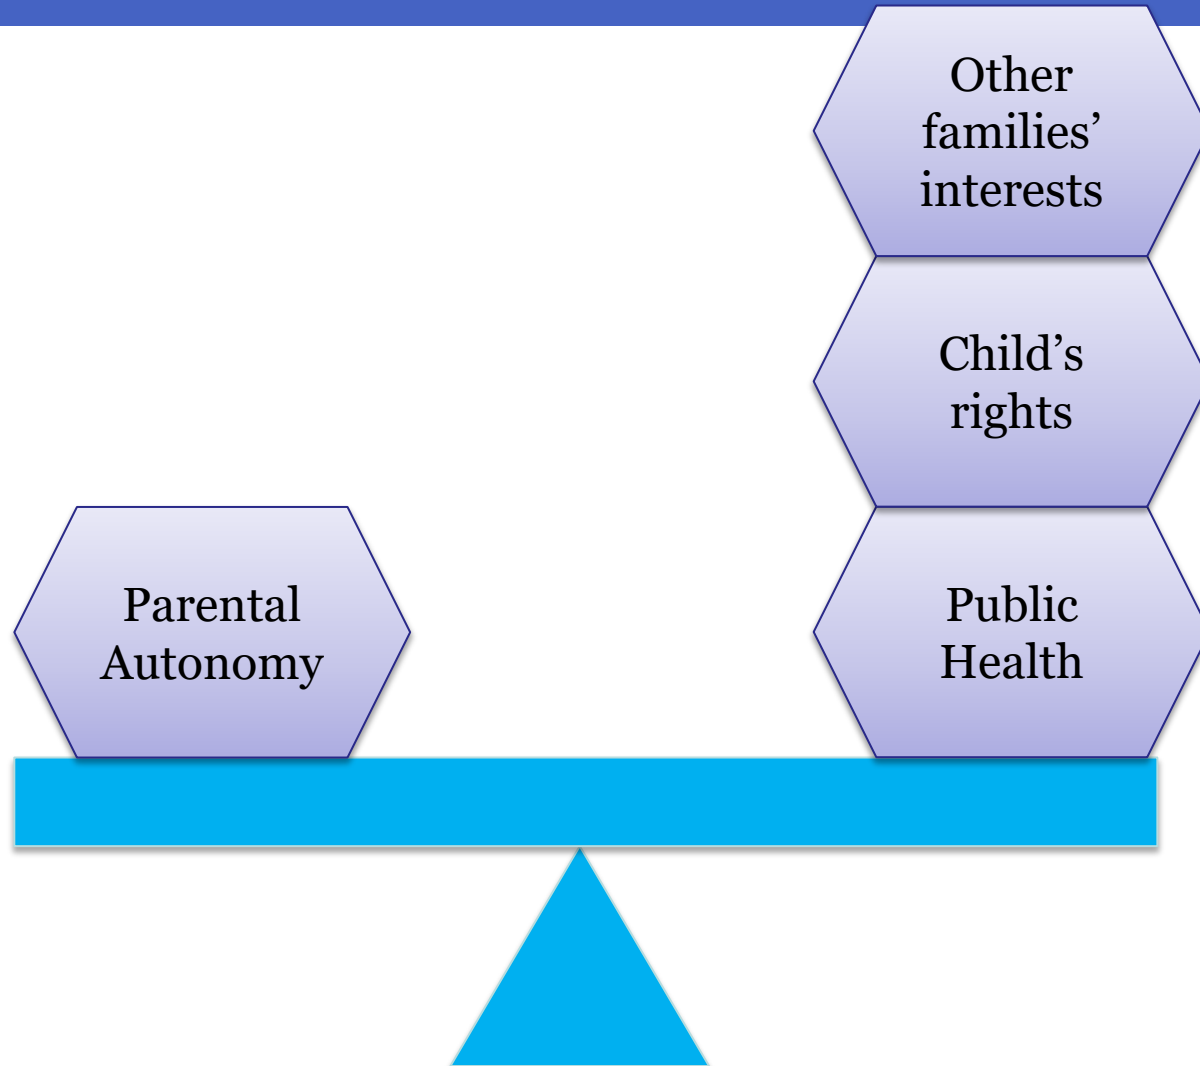 Other
families’
interests
Child’s
rights
Parental
Autonomy
Public
Health